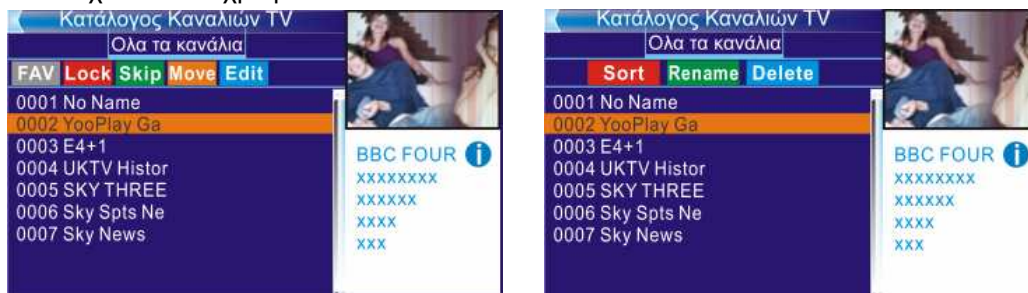 Κατάλογος Καναλιών TV
Ολα τα κανάλια
FAV Lock Skip Move Edit
0001 No Name
0002 YooPlay Ga
0003 E4+1
0004 UKTV Histor
0005 SKY THREE
0006 Sky Spts Ne
0007 Sky News
BBC FOUR i
xxxxxxxx
xxxxxx
xxxx
xxx
Κατάλογος Καναλιών TV
Ολα τα κανάλια
Sort Rename Delete
0001 No Name
0002 YooPlay Ga
0003 E4+1
0004 UKTV Histor
0005 SKY THREE
0006 Sky Spts Ne
0007 Sky News
BBC FOUR i
xxxxxxxx
xxxxxx
xxxx
xxx